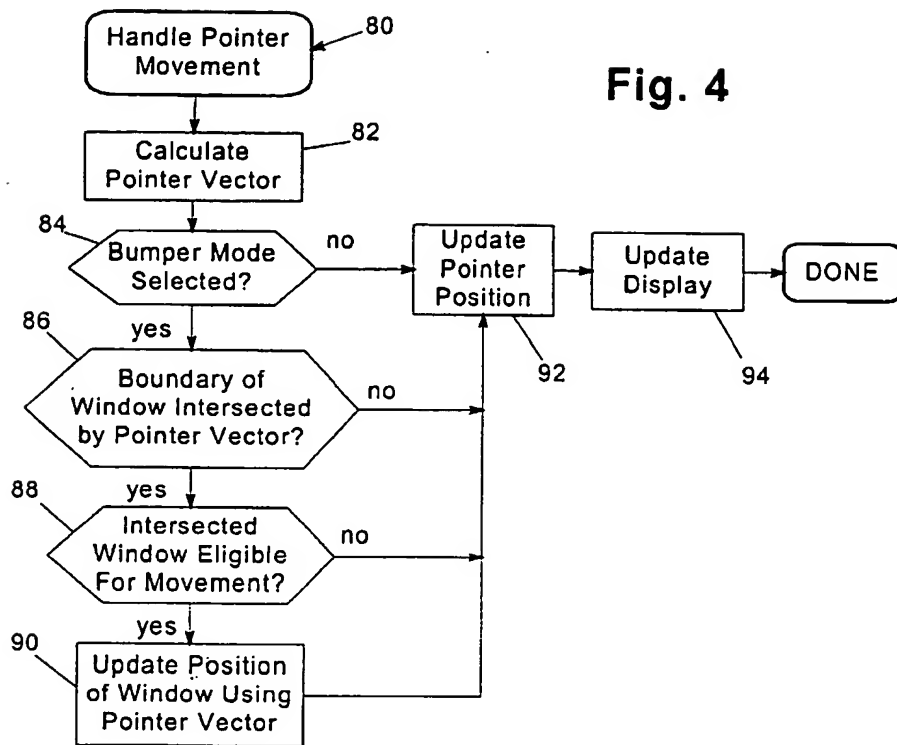 Handle Pointer
Movement
80
Fig. 4
Calculate
Pointer Vector
82
84
Bumper Mode
Selected?
no
yes
Update
Pointer
Position
92
Update
Display
94
DONE
86
Boundary of
Window Intersected
by Pointer Vector?
no
yes
88
Intersected
Window Eligible
For Movement?
no
yes
90
Update Position
of Window Using
Pointer Vector